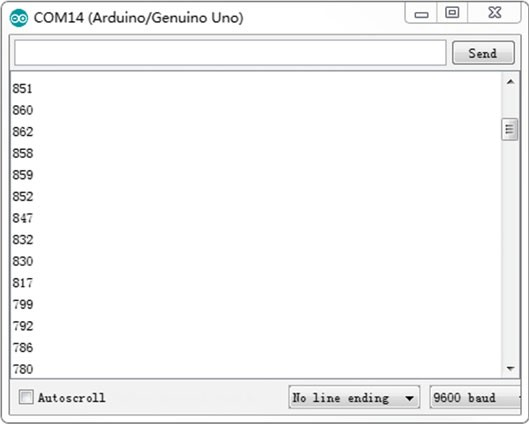 COM14 (Arduino/Genuino Uno)
Send
851
860
862
858
859
852
847
832
830
817
799
792
786
780
Autoscroll
No line ending
9600 baud